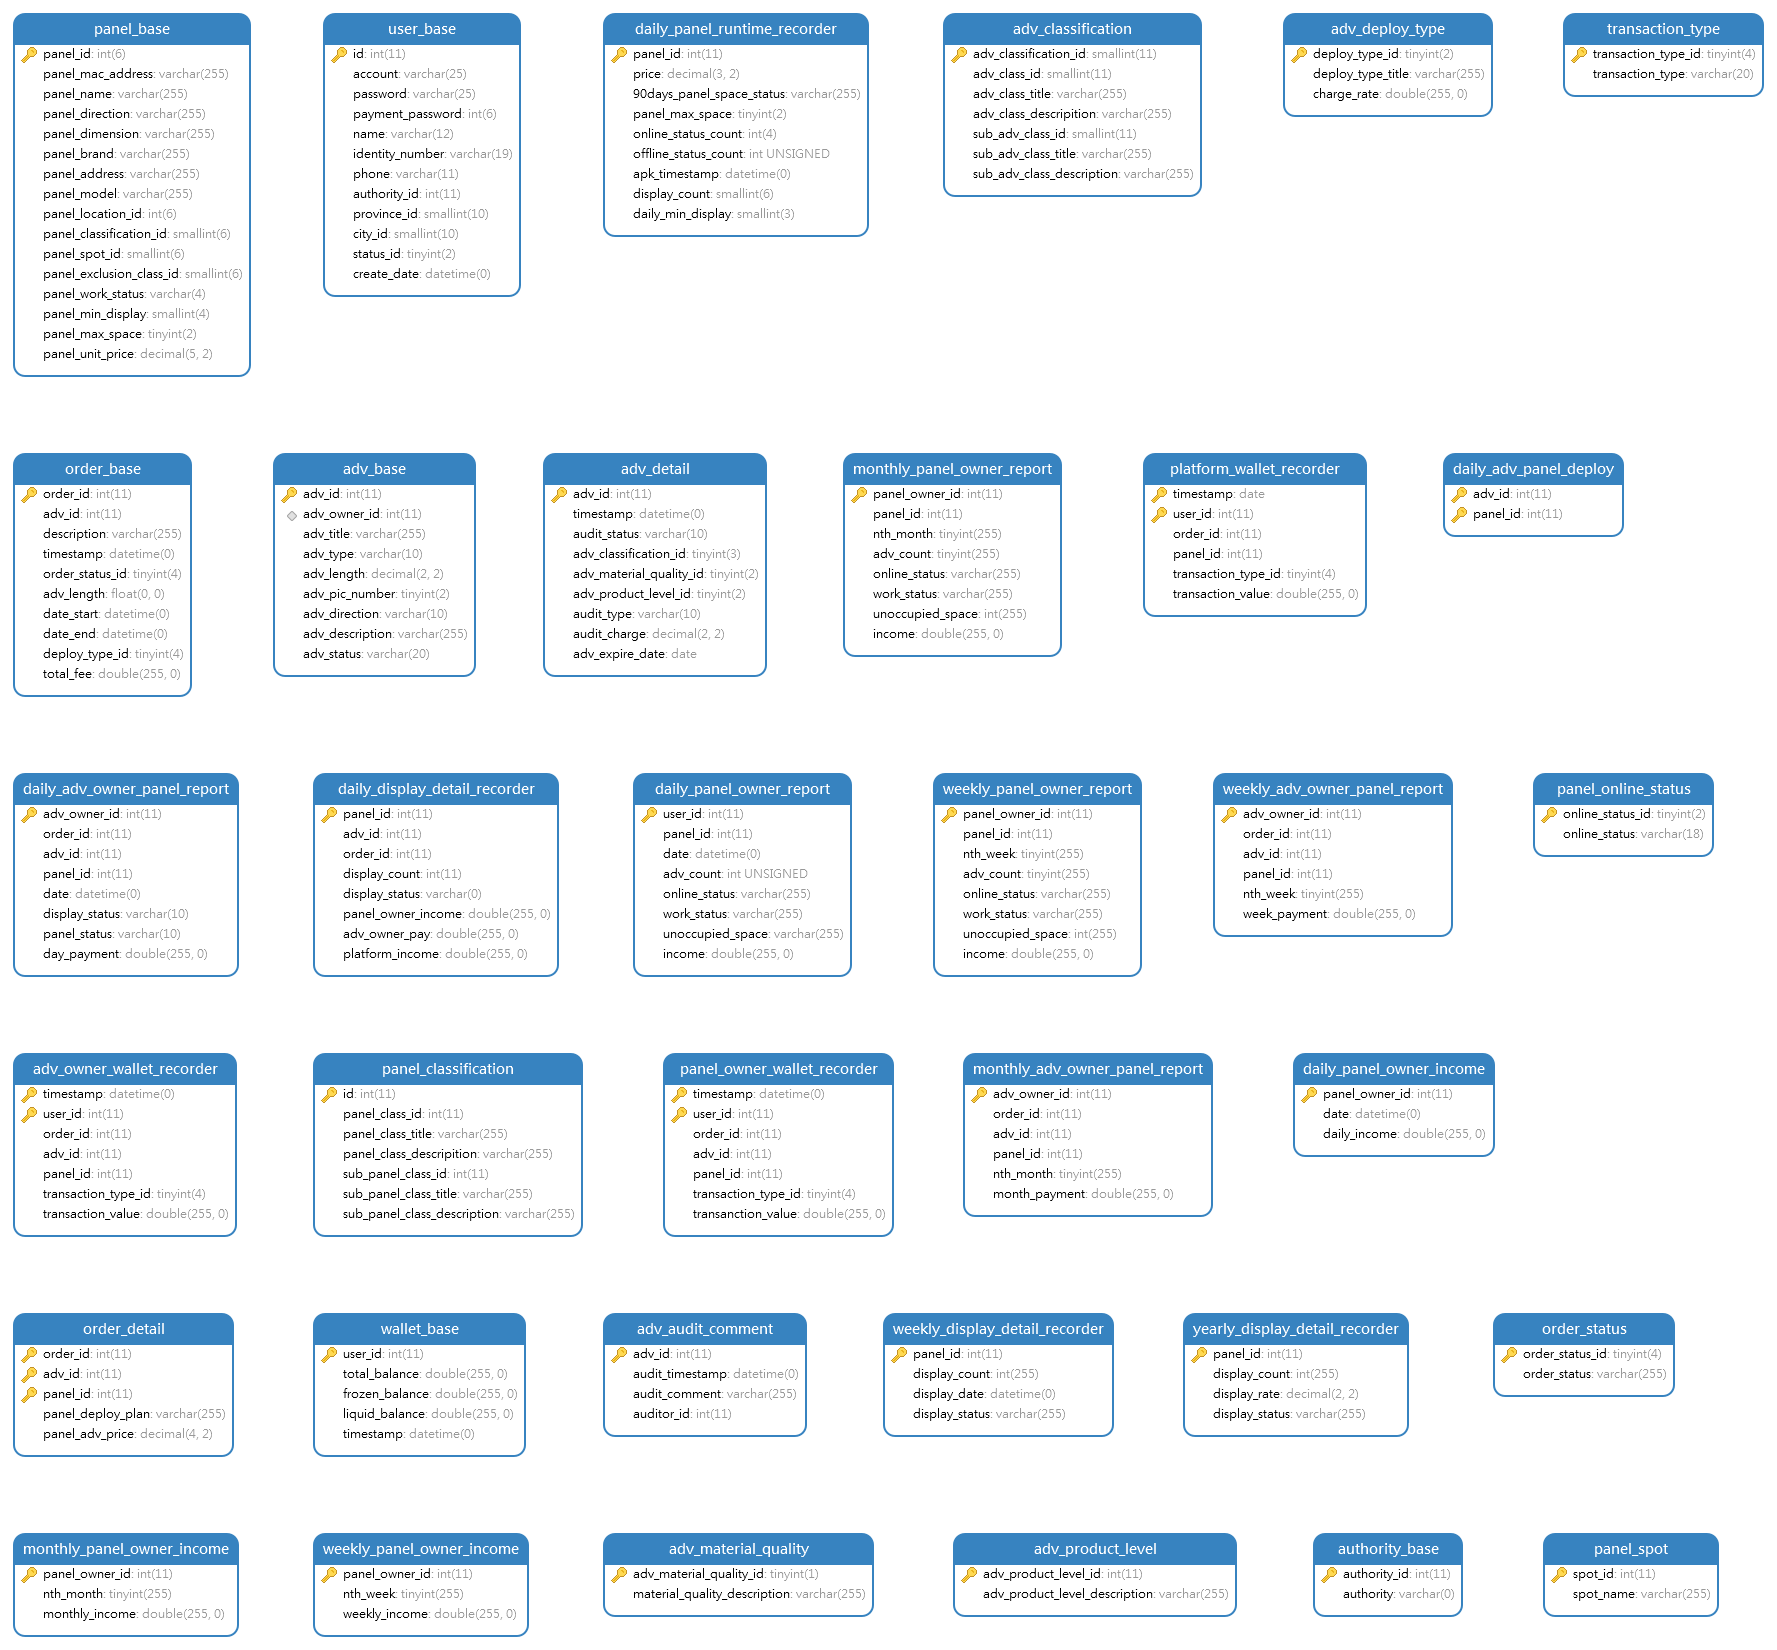 panel_base
panel_id: int(6)
panel_mac_address: varchar(255)
panel_name: varchar(255)
panel_direction: varchar(255)
panel_dimension: varchar(255)
panel_brand: varchar(255)
panel_address: varchar(255)
panel_model: varchar(255)
panel_location_id: int(6)
panel_classification_id: smallint(6)
panel_spot_id: smallint(6)
panel_exclusion_class_id: smallint(6)
panel_work_status: varchar(4)
panel_min_display: smallint(4)
panel_max_space: tinyint(2)
panel_unit_price: decimal(5, 2)
user_base
id: int(11)
account: varchar(25)
password: varchar(25)
payment_password: int(6)
name: varchar(12)
identity_number: varchar(19)
phone: varchar(11)
authority_id: int(11)
province_id: smallint(10)
city_id: smallint(10)
status_id: tinyint(2)
create_date: datetime(0)
daily_panel_runtime_recorder
panel_id: int(11)
price: decimal(3, 2)
90days_panel_space_status: varchar(255)
panel_max_space: tinyint(2)
online_status_count: int(4)
offline_status_count: int UNSIGNED
apk_timestamp: datetime(0)
display_count: smallint(6)
daily_min_display: smallint(3)
adv_classification
adv_classification_id: smallint(11)
adv_class_id: smallint(11)
adv_class_title: varchar(255)
adv_class_descripition: varchar(255)
sub_adv_class_id: smallint(11)
sub_adv_class_title: varchar(255)
sub_adv_class_description: varchar(255)
adv_deploy_type
deploy_type_id: tinyint(2)
deploy_type_title: varchar(255)
charge_rate: double(255, 0)
transaction_type
transaction_type_id: tinyint(4)
transaction_type: varchar(20)
order_base
order_id: int(11)
adv_id: int(11)
description: varchar(255)
timestamp: datetime(0)
order_status_id: tinyint(4)
adv_length: float(0, 0)
date_start: datetime(0)
date_end: datetime(0)
deploy_type_id: tinyint(4)
total_fee: double(255, 0)
adv_base
adv_id: int(11)
adv_owner_id: int(11)
adv_title: varchar(255)
adv_type: varchar(10)
adv_length: decimal(2, 2)
adv_pic_number: tinyint(2)
adv_direction: varchar(10)
adv_description: varchar(255)
adv_status: varchar(20)
adv_detail
adv_id: int(11)
timestamp: datetime(0)
audit_status: varchar(10)
adv_classification_id: tinyint(3)
adv_material_quality_id: tinyint(2)
adv_product_level_id: tinyint(2)
audit_type: varchar(10)
audit_charge: decimal(2, 2)
adv_expire_date: date
monthly_panel_owner_report
panel_owner_id: int(11)
panel_id: int(11)
nth_month: tinyint(255)
adv_count: tinyint(255)
online_status: varchar(255)
work_status: varchar(255)
unoccupied_space: int(255)
income: double(255, 0)
platform_wallet_recorder
timestamp: date
user_id: int(11)
order_id: int(11)
panel_id: int(11)
transaction_type_id: tinyint(4)
transaction_value: double(255, 0)
daily_adv_panel_deploy
adv_id: int(11)
panel_id: int(11)
daily_adv_owner_panel_report
adv_owner_id: int(11)
order_id: int(11)
adv_id: int(11)
panel_id: int(11)
date: datetime(0)
display_status: varchar(10)
panel_status: varchar(10)
day_payment: double(255, 0)
daily_display_detail_recorder
panel_id: int(11)
adv_id: int(11)
order_id: int(11)
display_count: int(11)
display_status: varchar(0)
panel_owner_income: double(255, 0)
adv_owner_pay: double(255, 0)
platform_income: double(255, 0)
daily_panel_owner_report
user_id: int(11)
panel_id: int(11)
date: datetime(0)
adv_count: int UNSIGNED
online_status: varchar(255)
work_status: varchar(255)
unoccupied_space: varchar(255)
income: double(255, 0)
weekly_panel_owner_report
panel_owner_id: int(11)
panel_id: int(11)
nth_week: tinyint(255)
adv_count: tinyint(255)
online_status: varchar(255)
work_status: varchar(255)
unoccupied_space: int(255)
income: double(255, 0)
weekly_adv_owner_panel_report
adv_owner_id: int(11)
order_id: int(11)
adv_id: int(11)
panel_id: int(11)
nth_week: tinyint(255)
week_payment: double(255, 0)
panel_online_status
online_status_id: tinyint(2)
online_status: varchar(18)
adv_owner_wallet_recorder
timestamp: datetime(0)
user_id: int(11)
order_id: int(11)
adv_id: int(11)
panel_id: int(11)
transaction_type_id: tinyint(4)
transaction_value: double(255, 0)
panel_classification
id: int(11)
panel_class_id: int(11)
panel_class_title: varchar(255)
panel_class_descripition: varchar(255)
sub_panel_class_id: int(11)
sub_panel_class_title: varchar(255)
sub_panel_class_description: varchar(255)
panel_owner_wallet_recorder
timestamp: datetime(0)
user_id: int(11)
order_id: int(11)
adv_id: int(11)
panel_id: int(11)
transaction_type_id: tinyint(4)
transanction_value: double(255, 0)
monthly_adv_owner_panel_report
adv_owner_id: int(11)
order_id: int(11)
adv_id: int(11)
panel_id: int(11)
nth_month: tinyint(255)
month_payment: double(255, 0)
daily_panel_owner_income
panel_owner_id: int(11)
date: datetime(0)
daily_income: double(255, 0)
order_detail
order_id: int(11)
adv_id: int(11)
panel_id: int(11)
panel_deploy_plan: varchar(255)
panel_adv_price: decimal(4, 2)
wallet_base
user_id: int(11)
total_balance: double(255, 0)
frozen_balance: double(255, 0)
liquid_balance: double(255, 0)
timestamp: datetime(0)
adv_audit_comment
adv_id: int(11)
audit_timestamp: datetime(0)
audit_comment: varchar(255)
auditor_id: int(11)
weekly_display_detail_recorder
panel_id: int(11)
display_count: int(255)
display_date: datetime(0)
display_status: varchar(255)
yearly_display_detail_recorder
panel_id: int(11)
display_count: int(255)
display_rate: decimal(2, 2)
display_status: varchar(255)
order_status
order_status_id: tinyint(4)
order_status: varchar(255)
monthly_panel_owner_income
panel_owner_id: int(11)
nth_month: tinyint(255)
monthly_income: double(255, 0)
weekly_panel_owner_income
panel_owner_id: int(11)
nth_week: tinyint(255)
weekly_income: double(255, 0)
adv_material_quality
adv_material_quality_id: tinyint(1)
material_quality_description: varchar(255)
adv_product_level
adv_product_level_id: int(11)
adv_product_level_description: varchar(255)
authority_base
authority_id: int(11)
authority: varchar(0)
panel_spot
spot_id: int(11)
spot_name: varchar(255)